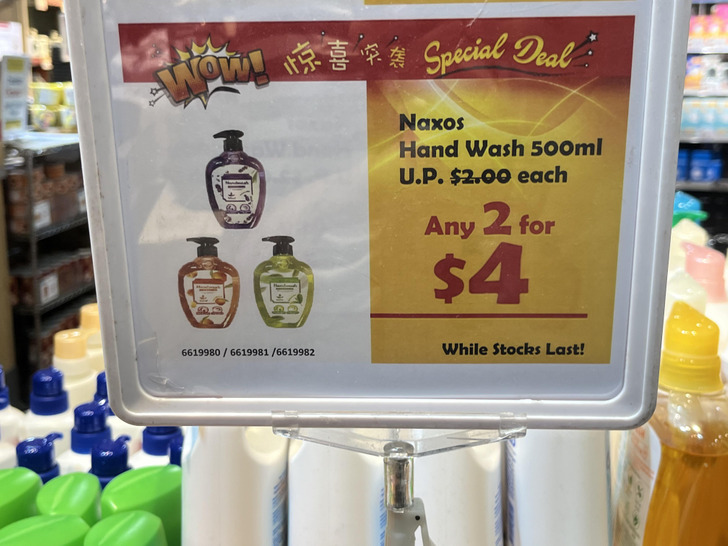 WOW! 惊喜突袭 Special Deal
Naxos
Hand Wash 500ml
U.P. $2.00 each
Any 2 for
$4
6619980 / 6619981 /6619982
While Stocks Last!